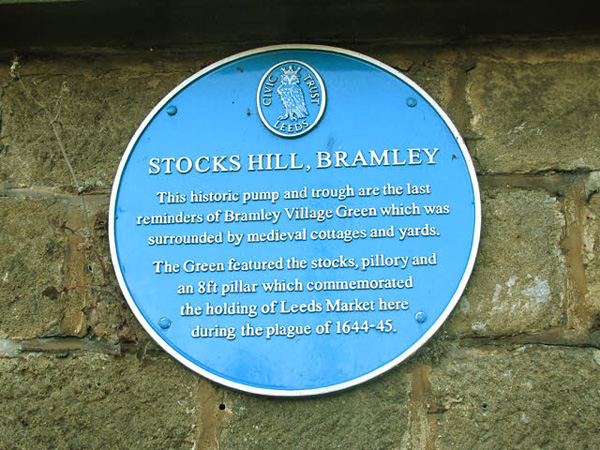 CIVIC TRUST
LEEDS
STOCKS HILL, BRAMLEY
This historic pump and trough are the last
reminders of Bramley Village Green which was
surrounded by medieval cottages and yards.
The Green featured the stocks, pillory and
an 8ft pillar which commemorated
the holding of Leeds Market here
during the plague of 1644-45.